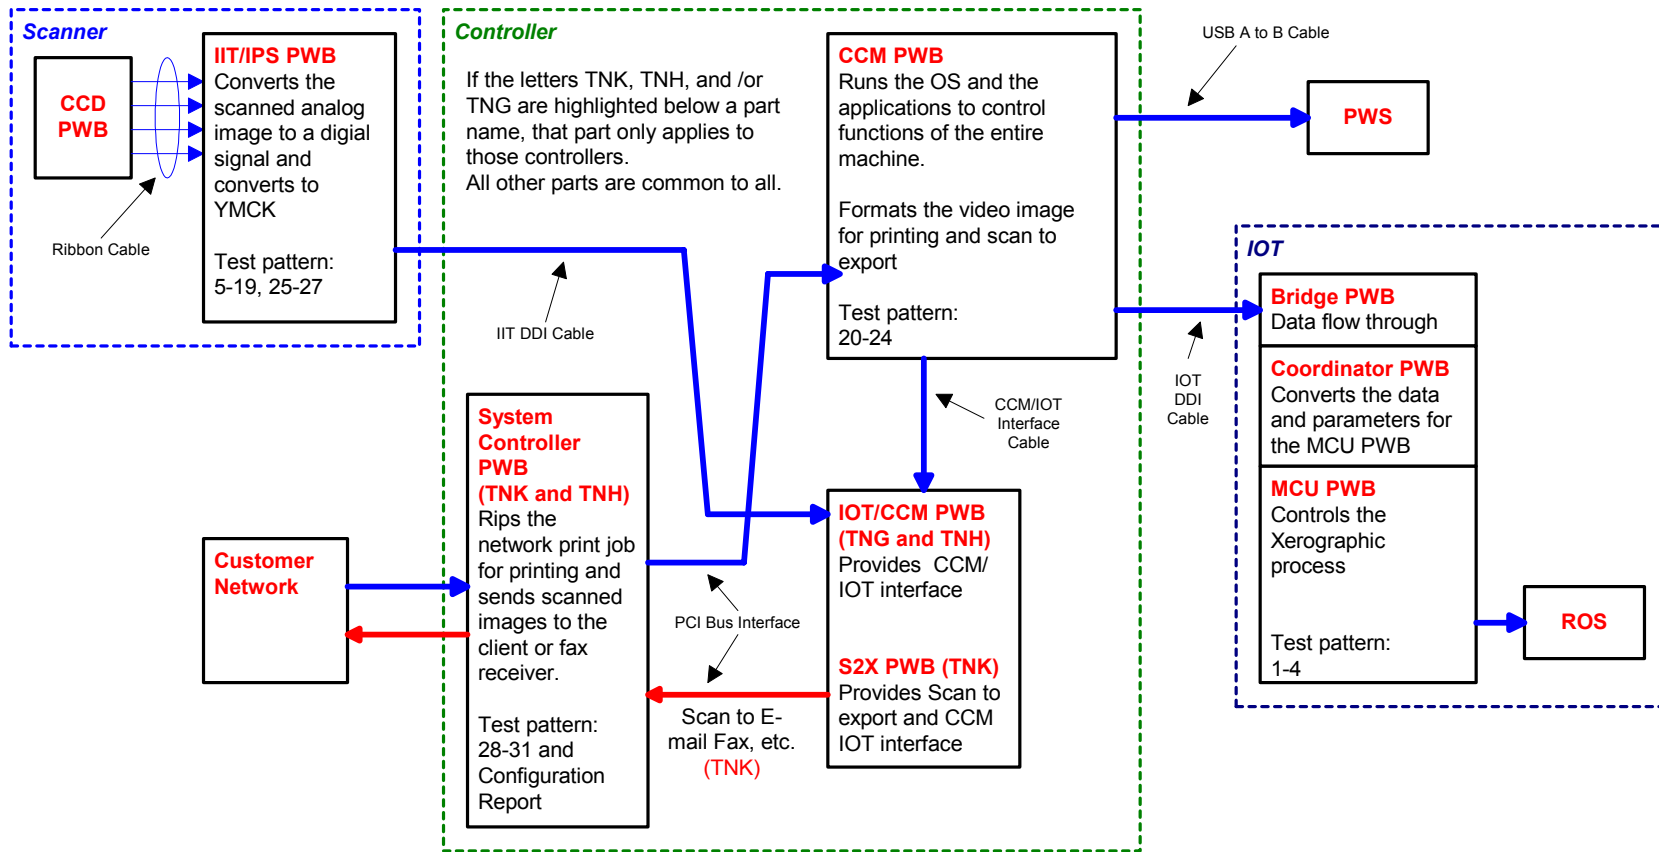 Scanner
CCD
PWB
Ribbon Cable
IIT/IPS PWB
Converts the
scanned analog
image to a digial
signal and
converts to
YMCK
Test pattern:
5-19, 25-27
Controller
If the letters TNK, TNH, and /or
TNG are highlighted below a part
name, that part only applies to
those controllers.
All other parts are common to all.
IIT DDI Cable
CCM PWB
Runs the OS and the
applications to control
functions of the entire
machine.
Formats the video image
for printing and scan to
export
Test pattern:
20-24
USB A to B Cable
PWS
CCM/IOT
Interface
Cable
IOT
DDI
Cable
IOT
Bridge PWB
Data flow through
Coordinator PWB
Converts the data
and parameters for
the MCU PWB
MCU PWB
Controls the
Xerographic
process
Test pattern:
1-4
ROS
Customer
Network
System
Controller
PWB
(TNK and TNH)
Rips the
network print job
for printing and
sends scanned
images to the
client or fax
receiver.
Test pattern:
28-31 and
Configuration
Report
PCI Bus Interface
Scan to E-
mail Fax, etc.
(TNK)
IOT/CCM PWB
(TNG and TNH)
Provides CCM/
IOT interface
S2X PWB (TNK)
Provides Scan to
export and CCM
IOT interface